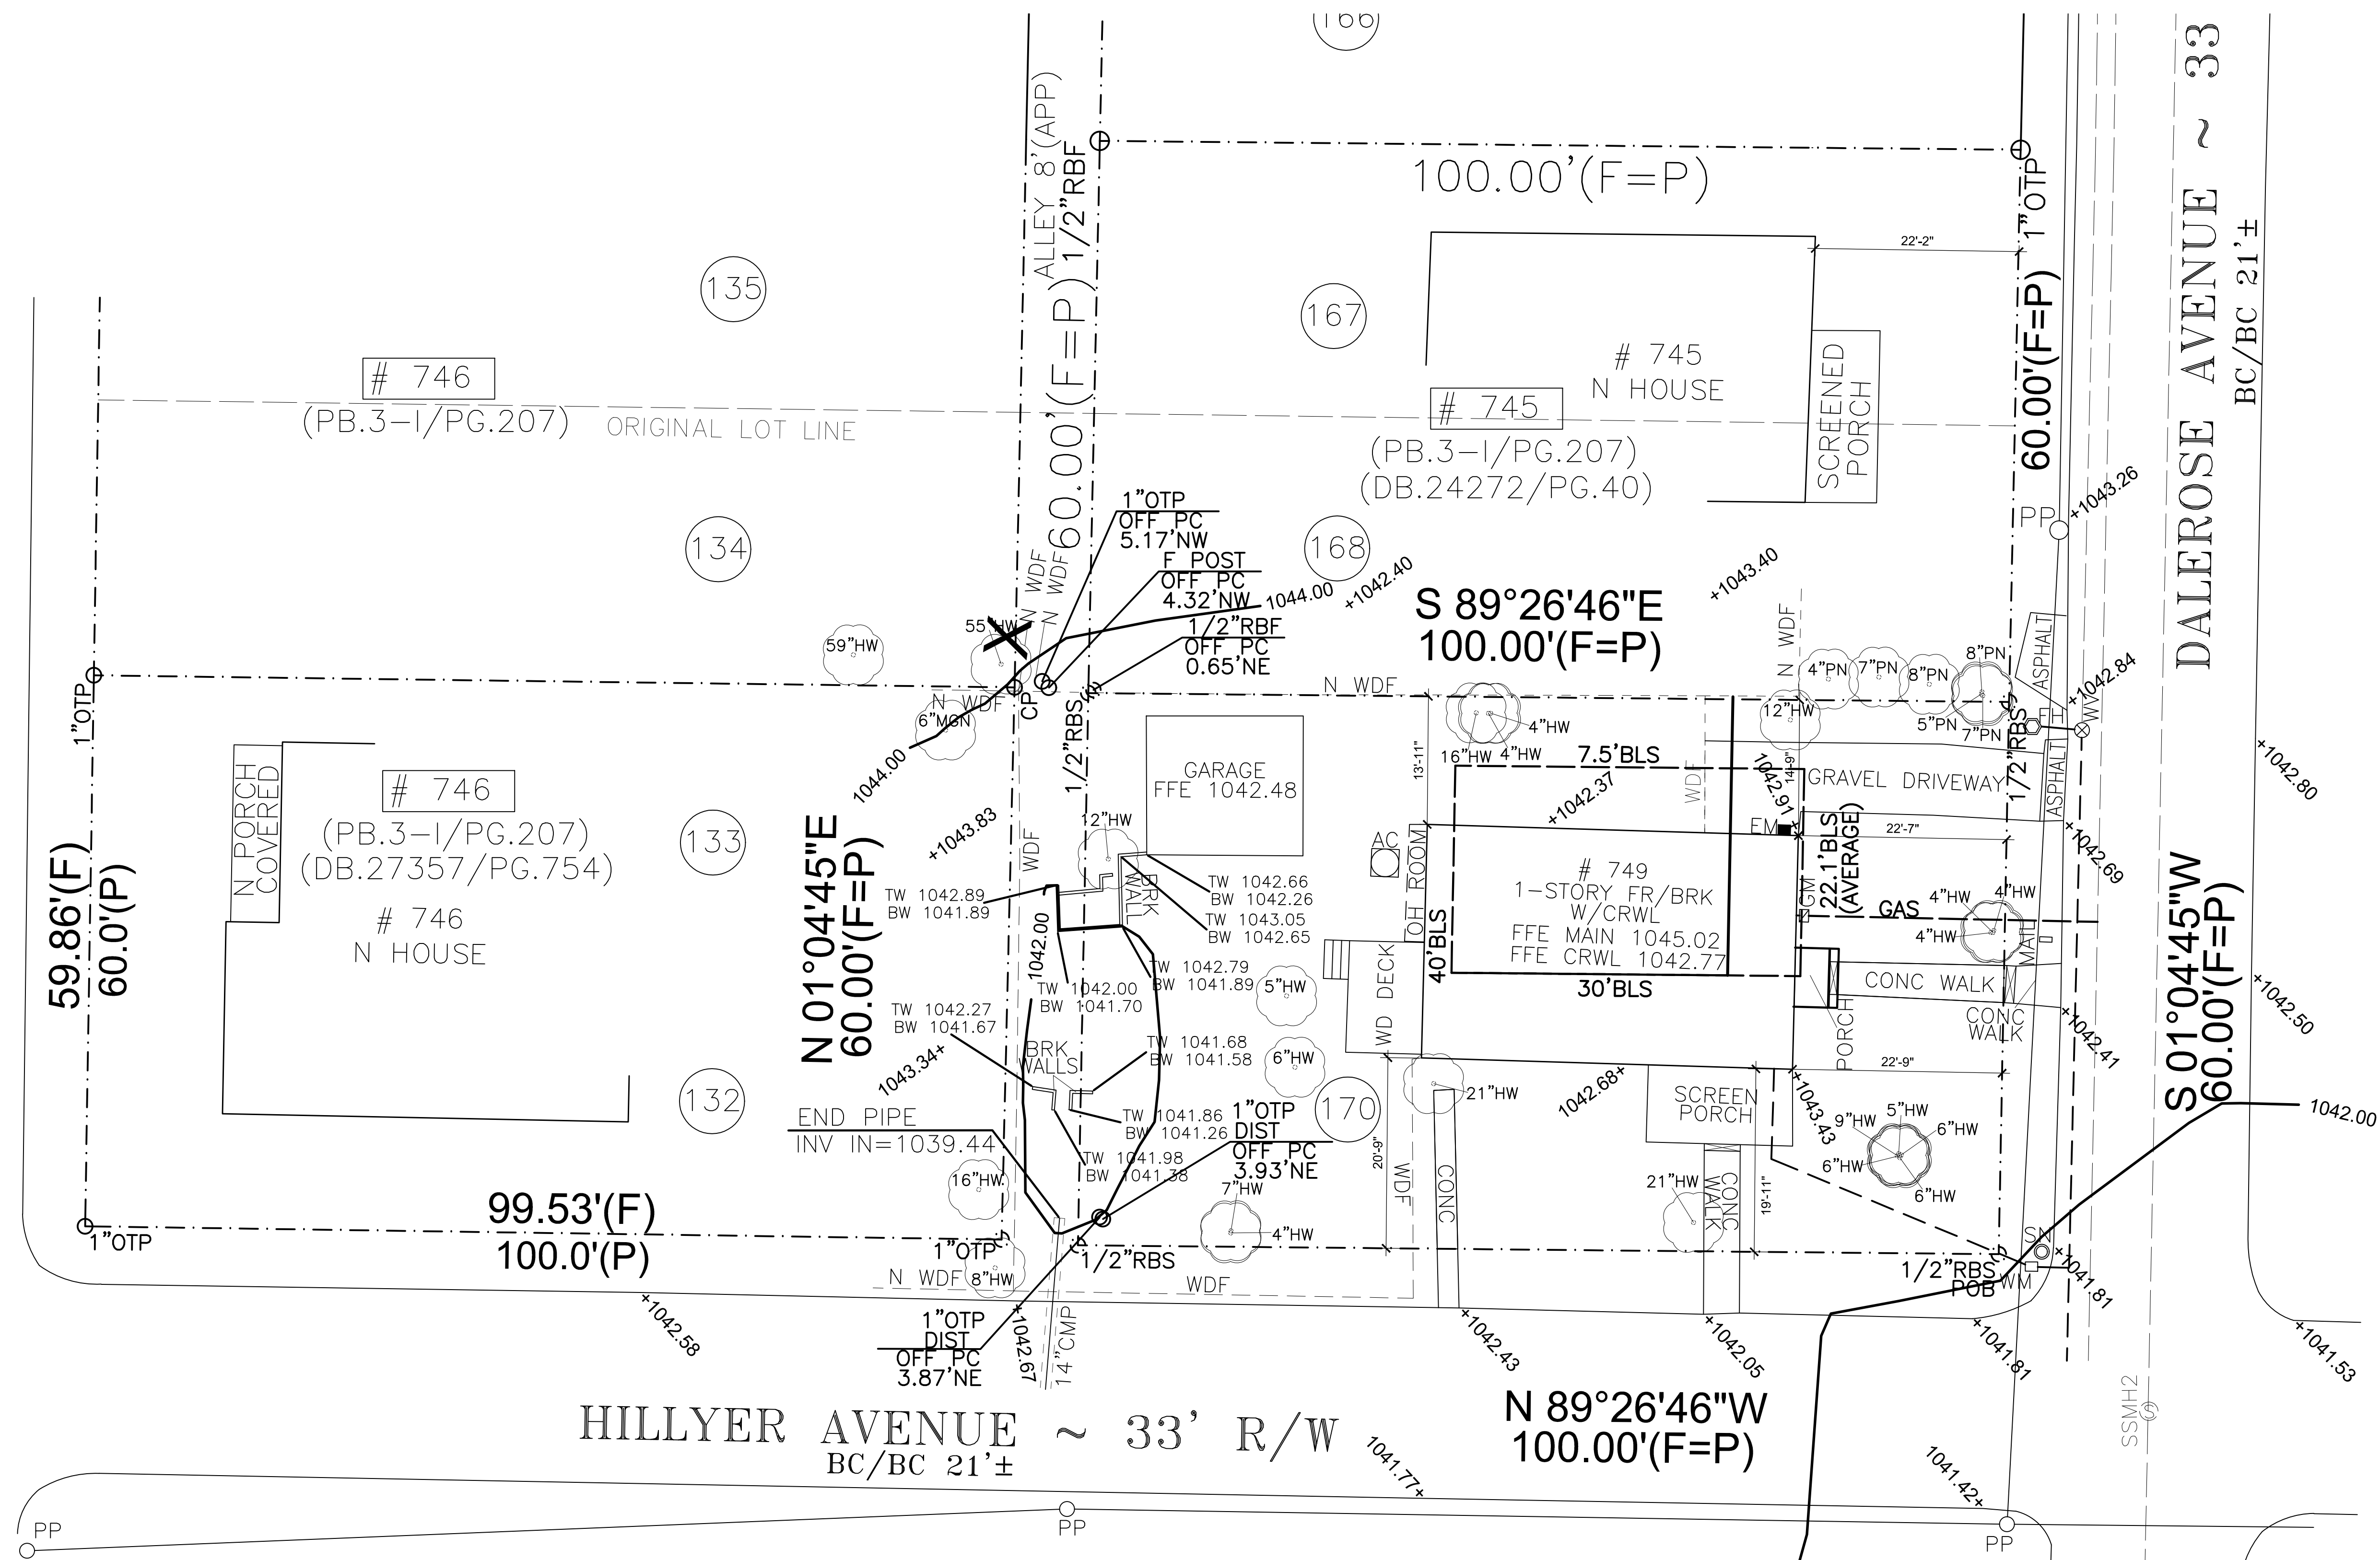 166
DALEROSE AVENUE ~ 33
BC/BC 21'±
ALLEY 8'(APP)
1/2"RBF
60.00'(F=P)
100.00'(F=P)
1"OTP
60.00'(F=P)
22'-2"
135
167
# 745
N HOUSE
SCREENED
PORCH
# 746
(PB.3-I/PG.207)
ORIGINAL LOT LINE
# 745
(PB.3-I/PG.207)
(DB.24272/PG.40)
134
168
1"OTP
OFF PC
5.17'NW
F POST
OFF PC
4.32'NW
1/2"RBF
OFF PC
0.65'NE
N WDF
N WDF
1044.00
+1042.40
+1043.40
+1043.26
PP
S 89°26'46"E
100.00'(F=P)
59"HW
55"HW
N WDF
CP
6"MGN
1044.00
+1043.83
1"OTP
1/2"RBS
N WDF
N WDF
4"PN
7"PN
8"PN
8"PN
5"PN
7"PN
12"HW
16"HW
4"HW
4"HW
7.5'BLS
13'-11"
14'-9"
1042.91+
+1042.37
WDF
GRAVEL DRIVEWAY
1/2"RBS
ASPHALT
ASPHALT
FH
WV
+1042.84
+1042.80
+1042.69
GARAGE
FFE 1042.48
N PORCH
COVERED
# 746
(PB.3-I/PG.207)
(DB.27357/PG.754)
# 746
N HOUSE
133
59.86'(F)
60.0'(P)
N 01°04'45"E
60.00'(F=P)
WDF
12"HW
BRK
WALL
TW 1042.89
BW 1041.89
TW 1042.66
BW 1042.26
TW 1043.05
BW 1042.65
TW 1042.79
BW 1041.89
TW 1042.00
BW 1041.70
1042.00
TW 1042.27
BW 1041.67
1043.34+
BRK
WALLS
TW 1041.68
BW 1041.58
TW 1041.86
BW 1041.26
TW 1041.98
BW 1041.38
AC
OH ROOM
EM
GM
22.1'BLS
(AVERAGE)
22'-7"
# 749
1-STORY FR/BRK
W/CRWL
FFE MAIN 1045.02
FFE CRWL 1042.77
40'BLS
30'BLS
WD DECK
GAS
4"HW
4"HW
4"HW
MAIL
CONC WALK
CONC
WALK
PORCH
22'-9"
+1042.41
+1042.50
S 01°04'45"W
60.00'(F=P)
5"HW
6"HW
132
170
END PIPE
INV IN=1039.44
1"OTP
DIST
OFF PC
3.93'NE
21"HW
1042.68+
SCREEN
PORCH
+1043.43
9"HW
5"HW
6"HW
6"HW
6"HW
1042.00
20'-9"
WDF
CONC
21"HW
CONC
WALK
19'-11"
16"HW
7"HW
4"HW
99.53'(F)
100.0'(P)
1"OTP
1"OTP
8"HW
N WDF
1/2"RBS
WDF
1/2"RBS
POB
SN
WM
+1041.81
1"OTP
DIST
OFF PC
3.87'NE
+1042.58
+1042.67
14"CMP
+1042.43
+1042.05
+1041.81
+1041.53
HILLYER AVENUE ~ 33' R/W
BC/BC 21'±
N 89°26'46"W
100.00'(F=P)
1041.77+
1041.42+
SSMH2
S
PP
PP
PP